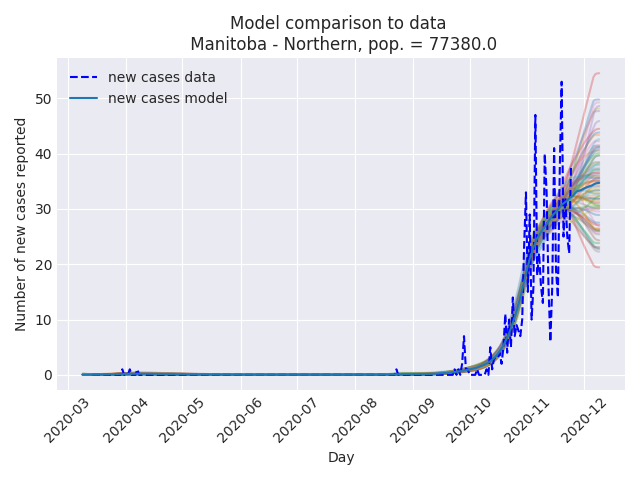 Model comparison to data
Manitoba - Northern, pop. = 77380.0
new cases data
new cases model
Number of new cases reported
50
40
30
20
10
0
2020-03
2020-04
2020-05
2020-06
2020-07
2020-08
2020-09
2020-10
2020-11
2020-12
Day